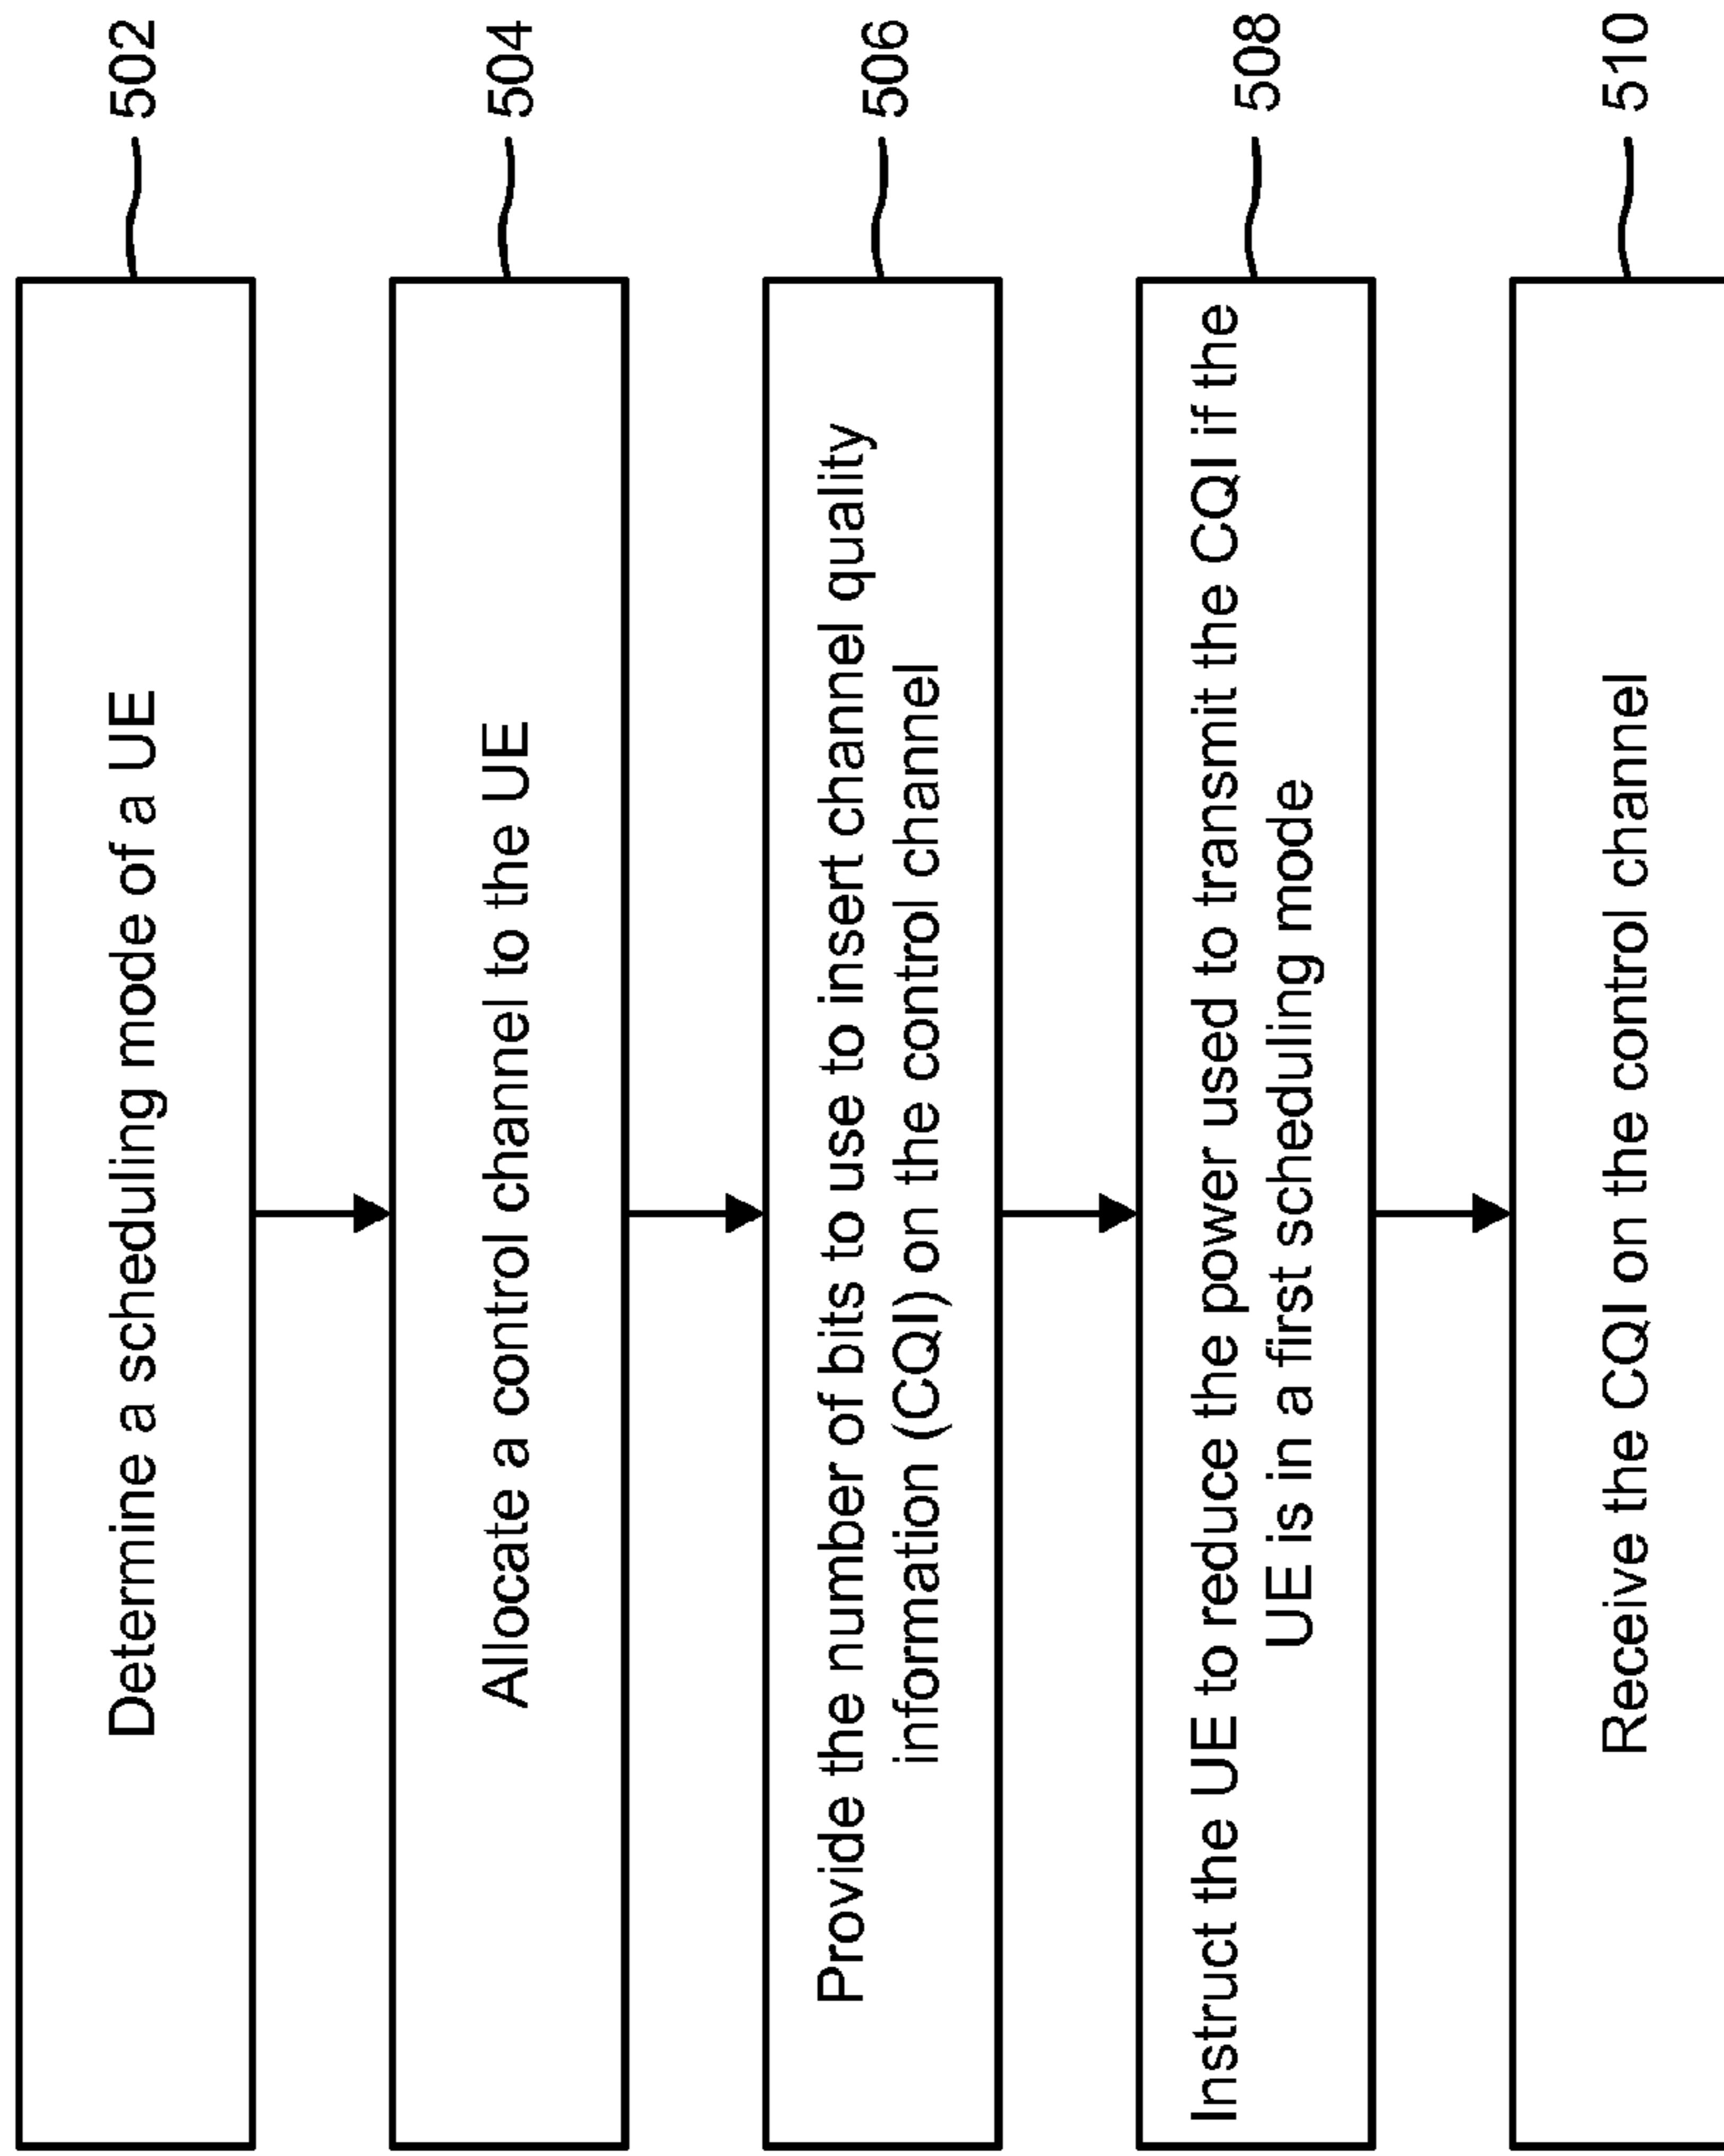 Determine a scheduling mode of a UE
502
Allocate a control channel to the UE
504
Provide the number of bits to use to insert channel quality
information (CQI) on the control channel
506
Instruct the UE to reduce the power used to transmit the CQI if the
UE is in a first scheduling mode
508
Receive the CQI on the control channel
510